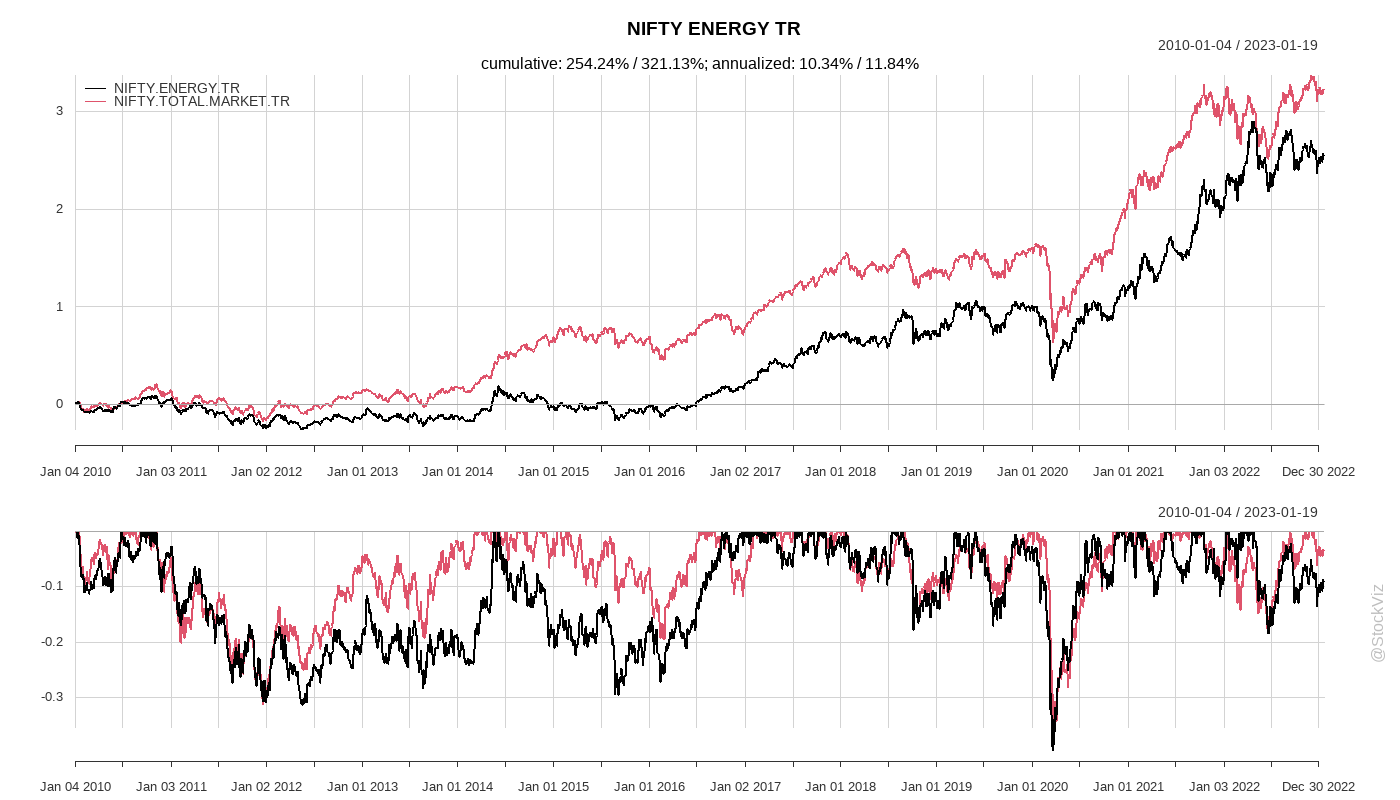 NIFTY ENERGY TR
2010-01-04 / 2023-01-19
cumulative: 254.24% / 321.13%; annualized: 10.34% / 11.84%
NIFTY.ENERGY.TR
NIFTY.TOTAL.MARKET.TR
3
2
1
0
Jan 04 2010 Jan 03 2011 Jan 02 2012 Jan 01 2013 Jan 01 2014 Jan 01 2015 Jan 01 2016 Jan 02 2017 Jan 01 2018 Jan 01 2019 Jan 01 2020 Jan 01 2021 Jan 03 2022 Dec 30 2022
2010-01-04 / 2023-01-19
-0.1
-0.2
-0.3
@StockViz
Jan 04 2010 Jan 03 2011 Jan 02 2012 Jan 01 2013 Jan 01 2014 Jan 01 2015 Jan 01 2016 Jan 02 2017 Jan 01 2018 Jan 01 2019 Jan 01 2020 Jan 01 2021 Jan 03 2022 Dec 30 2022